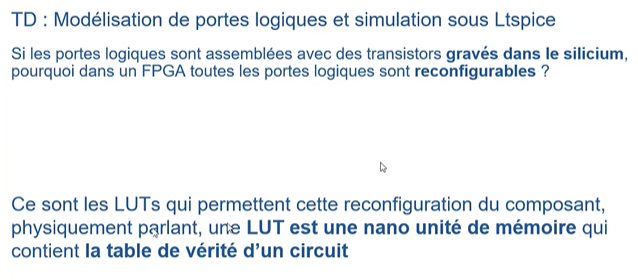 TD : Modélisation de portes logiques et simulation sous Ltspice
Si les portes logiques sont assemblées avec des transistors gravés dans le silicium,
pourquoi dans un FPGA toutes les portes logiques sont reconfigurables ?
Ce sont les LUTs qui permettent cette reconfiguration du composant,
physiquement parlant, une LUT est une nano unité de mémoire qui
contient la table de vérité d'un circuit